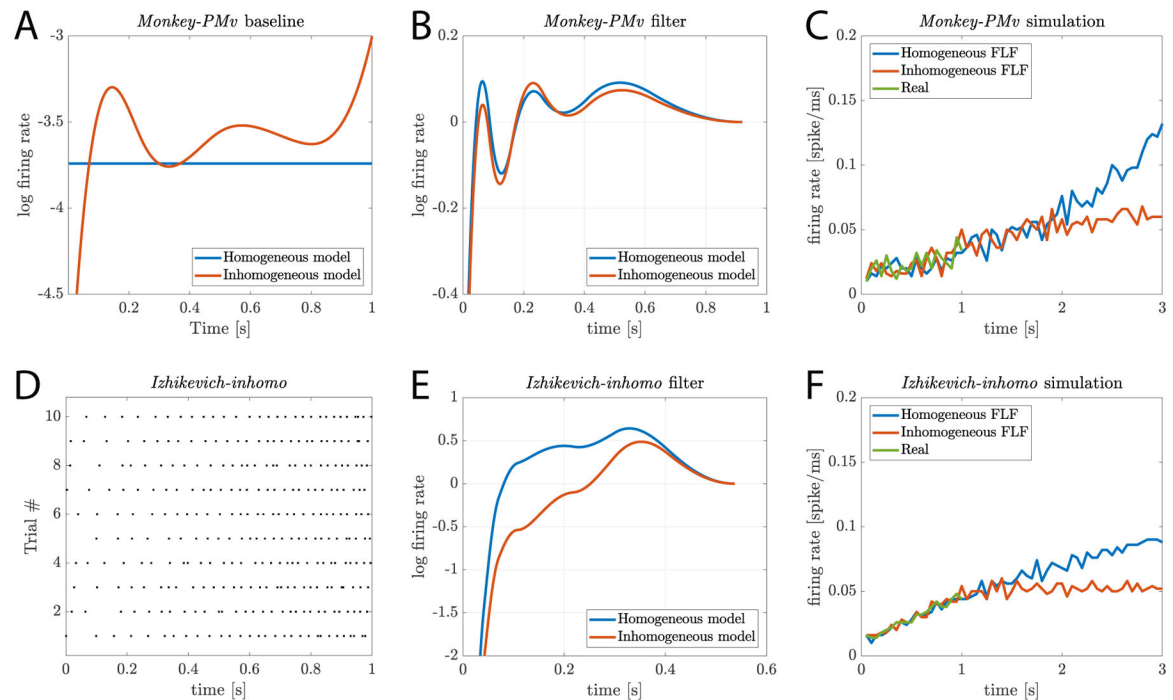 A
Monkey-PMv baseline
-3
-3.5
-4
-4.5
log firing rate
0.2
0.4
0.6
0.8
1
Time [s]
Homogeneous model
Inhomogeneous model
B
Monkey-PMv filter
0.2
0
-0.2
-0.4
log firing rate
0
0.2
0.4
0.6
0.8
1
time [s]
Homogeneous model
Inhomogeneous model
C
Monkey-PMv simulation
Homogeneous FLF
Inhomogeneous FLF
Real
0.2
0.15
0.1
0.05
0
firing rate [spike/ms]
0
1
2
3
time [s]
D
Izhikevich-inhomo
10
8
6
4
2
Trial #
0
0.2
0.4
0.6
0.8
1
time [s]
E
Izhikevich-inhomo filter
1
0.5
0
-0.5
-1
-1.5
-2
log firing rate
0
0.2
0.4
0.6
time [s]
Homogeneous model
Inhomogeneous model
F
Izhikevich-inhomo simulation
Homogeneous FLF
Inhomogeneous FLF
Real
0.2
0.15
0.1
0.05
0
firing rate [spike/ms]
0
1
2
3
time [s]